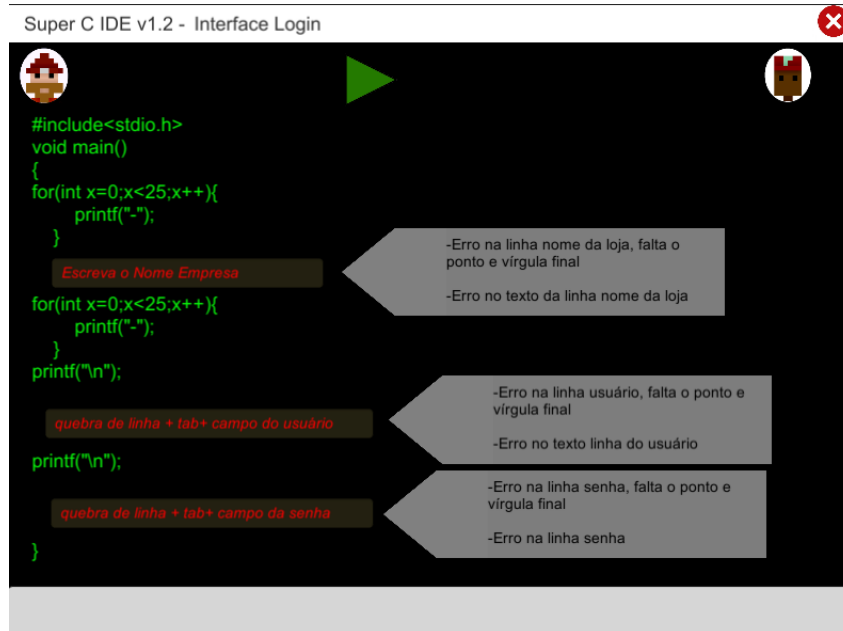 Super C IDE v1.2 - Interface Login
#include<stdio.h>
void main()
{
for(int x=0;x<25;x++){
printf("-");
}
Escreva o Nome Empresa
-Erro na linha nome da loja, falta o
ponto e vírgula final
-Erro no texto da linha nome da loja
for(int x=0;x<25;x++){
printf("-");
}
printf("\n");
quebra de linha + tab+ campo do usuário
-Erro na linha usuário, falta o ponto e
vírgula final
-Erro no texto linha do usuário
printf("\n");
quebra de linha + tab+ campo da senha
-Erro na linha senha, falta o ponto e
vírgula final
-Erro na linha senha
}